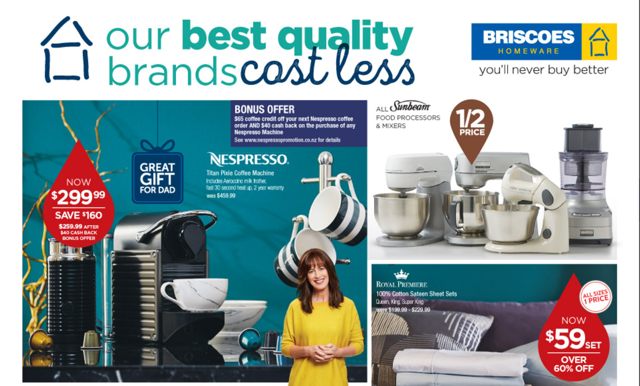 our best quality
brands cost less
BRISCOES
HOMEWARE
you'll never buy better
BONUS OFFER
$65 coffee credit off your next Nespresso coffee
order AND $40 cash back on the purchase of any
Nespresso Machine
See www.nespressopromotion.co.nz for details
GREAT
GIFT
FOR DAD
NESPRESSO.
Titan Pixie Coffee Machine
Includes Aeroccino milk frother,
fast 30 second heat up, 2 year warranty
was $459.99
NOW
$299.99
SAVE $160
$259.99 AFTER
$40 CASH BACK
BONUS OFFER
ALL Sunbeam
FOOD PROCESSORS
& MIXERS
1/2
PRICE
ROYAL PREMIERE
100% Cotton Sateen Sheet Sets
Queen, King, Super King
were $199.99 - $229.99
ALL SIZES
1 PRICE
NOW
$59 SET
OVER
60% OFF